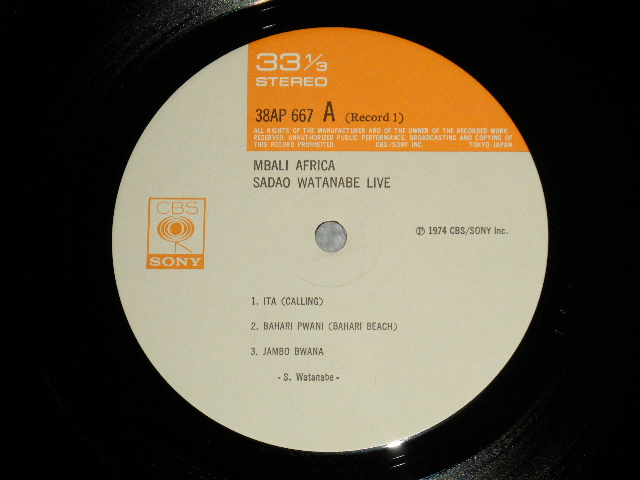 33 1/3
STEREO
38AP 667 A (Record 1)
ALL RIGHTS OF THE MANUFACTURER AND OF THE OWNER OF THE RECORDED WORK
RESERVED. UNAUTHORIZED PUBLIC PERFORMANCE, BROADCASTING AND COPYING OF
THIS RECORD PROHIBITED. CBS/SONY INC. TOKYO JAPAN
MBALI AFRICA
SADAO WATANABE LIVE
CBS
SONY
℗ 1974 CBS/SONY Inc.
1. ITA (CALLING)
2. BAHARI PWANI (BAHARI BEACH)
3. JAMBO BWANA
- S. Watanabe -